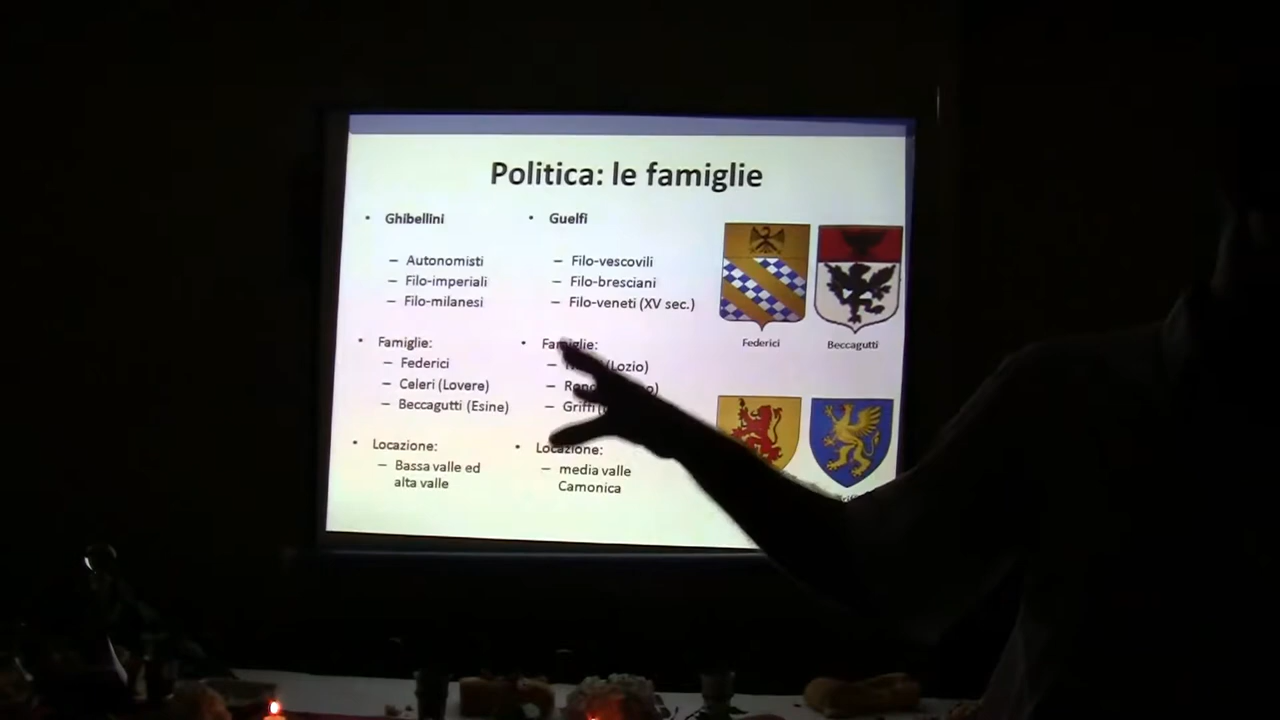 Politica: le famiglie
• Ghibellini
– Autonomisti
– Filo-imperiali
– Filo-milanesi
• Famiglie:
– Federici
– Celeri (Lovere)
– Beccagutti (Esine)
• Locazione:
– Bassa valle ed
alta valle
• Guelfi
– Filo-vescovili
– Filo-bresciani
– Filo-veneti (XV sec.)
• Famiglie:
– (Lozio)
–
– Griffi
• Locazione:
– media valle
Camonica
Federici
Beccagutti